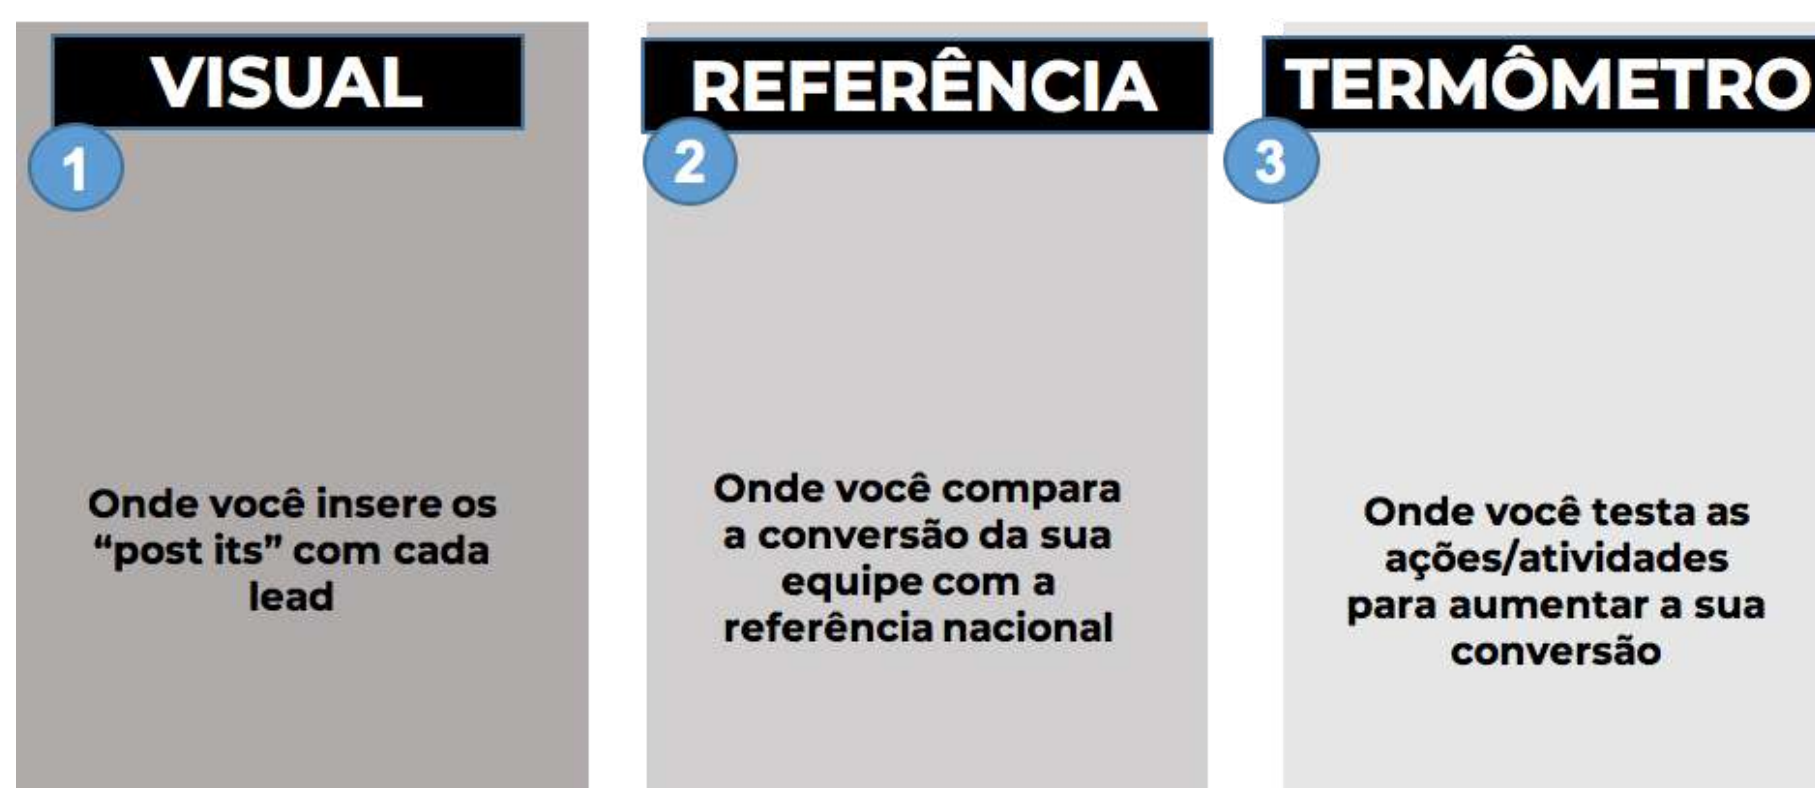 VISUAL
1
Onde você insere os
“post its” com cada
lead
REFERÊNCIA
2
Onde você compara
a conversão da sua
equipe com a
referência nacional
TERMÔMETRO
3
Onde você testa as
ações/atividades
para aumentar a sua
conversão